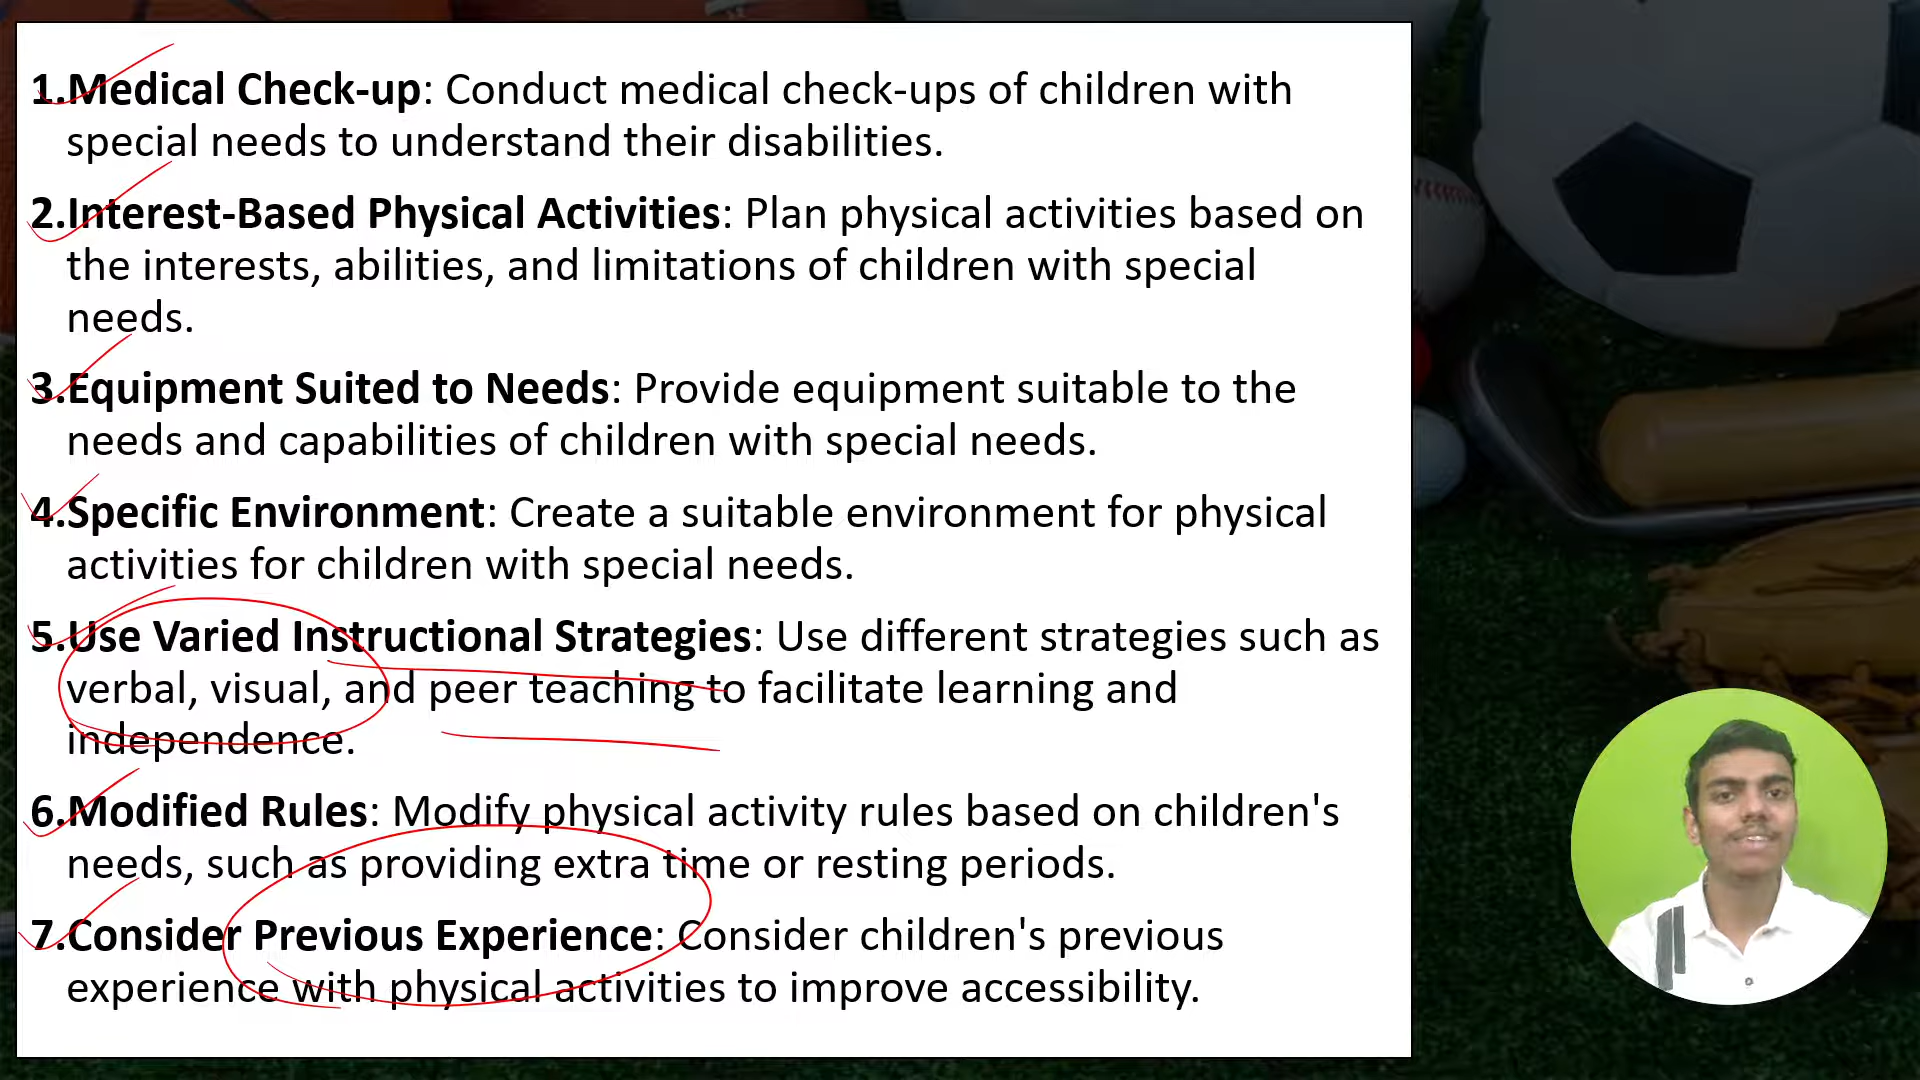 1.Medical Check-up: Conduct medical check-ups of children with
special needs to understand their disabilities.
2.Interest-Based Physical Activities: Plan physical activities based on
the interests, abilities, and limitations of children with special
needs.
3.Equipment Suited to Needs: Provide equipment suitable to the
needs and capabilities of children with special needs.
4.Specific Environment: Create a suitable environment for physical
activities for children with special needs.
5.Use Varied Instructional Strategies: Use different strategies such as
verbal, visual, and peer teaching to facilitate learning and
independence.
6.Modified Rules: Modify physical activity rules based on children's
needs, such as providing extra time or resting periods.
7.Consider Previous Experience: Consider children's previous
experience with physical activities to improve accessibility.